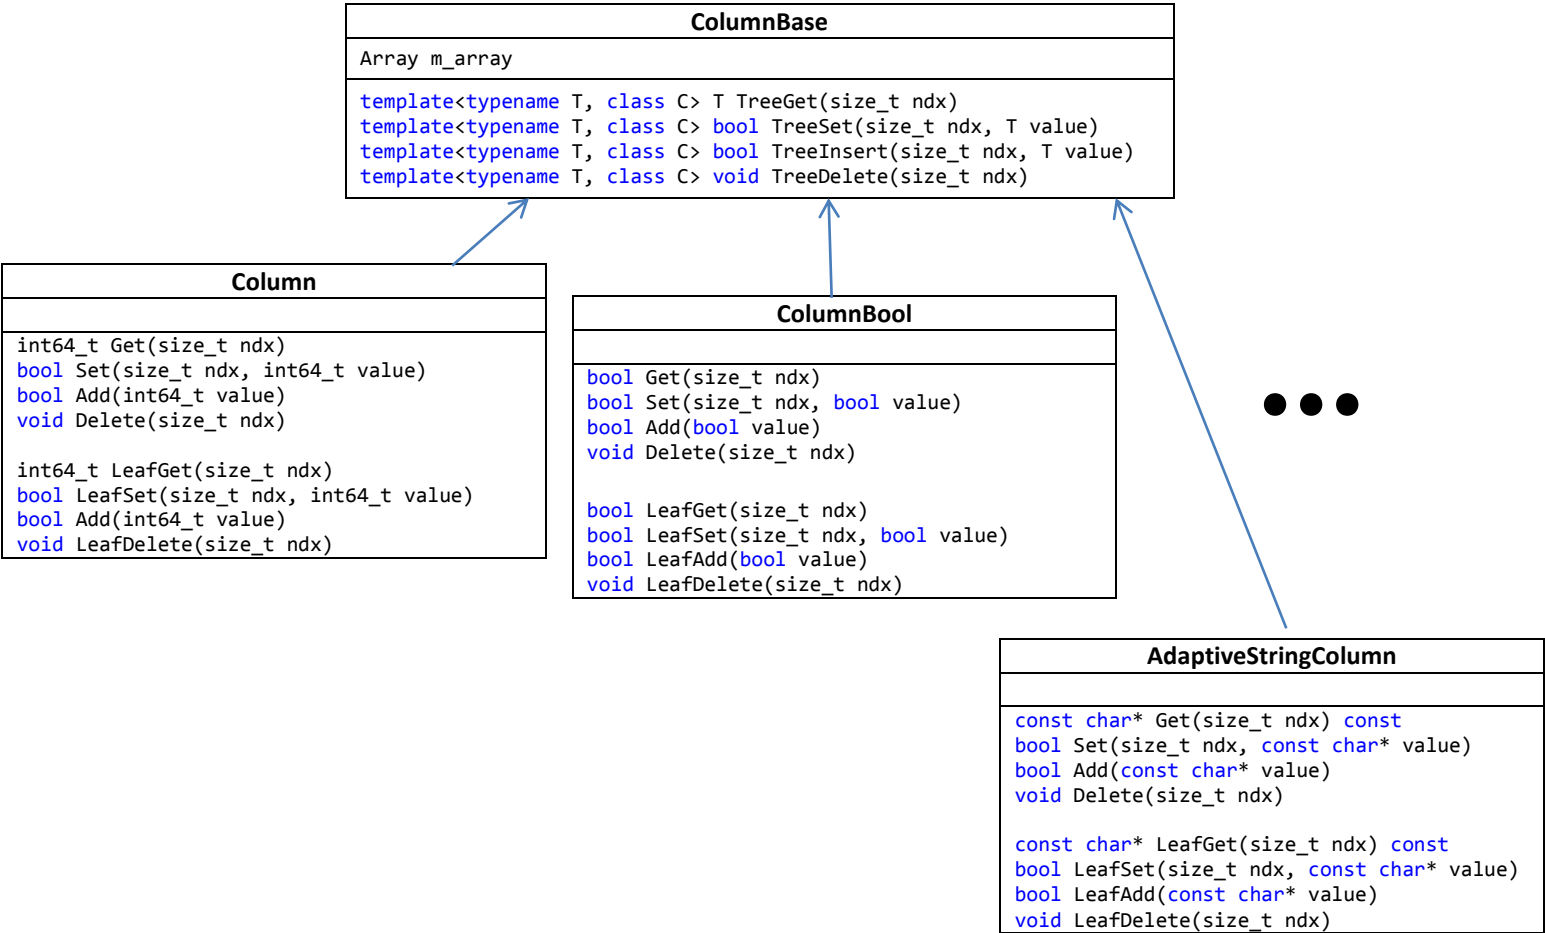 ColumnBase
Array m_array
template<typename T, class C> T TreeGet(size_t ndx)
template<typename T, class C> bool TreeSet(size_t ndx, T value)
template<typename T, class C> bool TreeInsert(size_t ndx, T value)
template<typename T, class C> void TreeDelete(size_t ndx)
Column
int64_t Get(size_t ndx)
bool Set(size_t ndx, int64_t value)
bool Add(int64_t value)
void Delete(size_t ndx)
int64_t LeafGet(size_t ndx)
bool LeafSet(size_t ndx, int64_t value)
bool Add(int64_t value)
void LeafDelete(size_t ndx)
ColumnBool
bool Get(size_t ndx)
bool Set(size_t ndx, bool value)
bool Add(bool value)
void Delete(size_t ndx)
bool LeafGet(size_t ndx)
bool LeafSet(size_t ndx, bool value)
bool LeafAdd(bool value)
void LeafDelete(size_t ndx)
AdaptiveStringColumn
const char* Get(size_t ndx) const
bool Set(size_t ndx, const char* value)
bool Add(const char* value)
void Delete(size_t ndx)
const char* LeafGet(size_t ndx) const
bool LeafSet(size_t ndx, const char* value)
bool LeafAdd(const char* value)
void LeafDelete(size_t ndx)